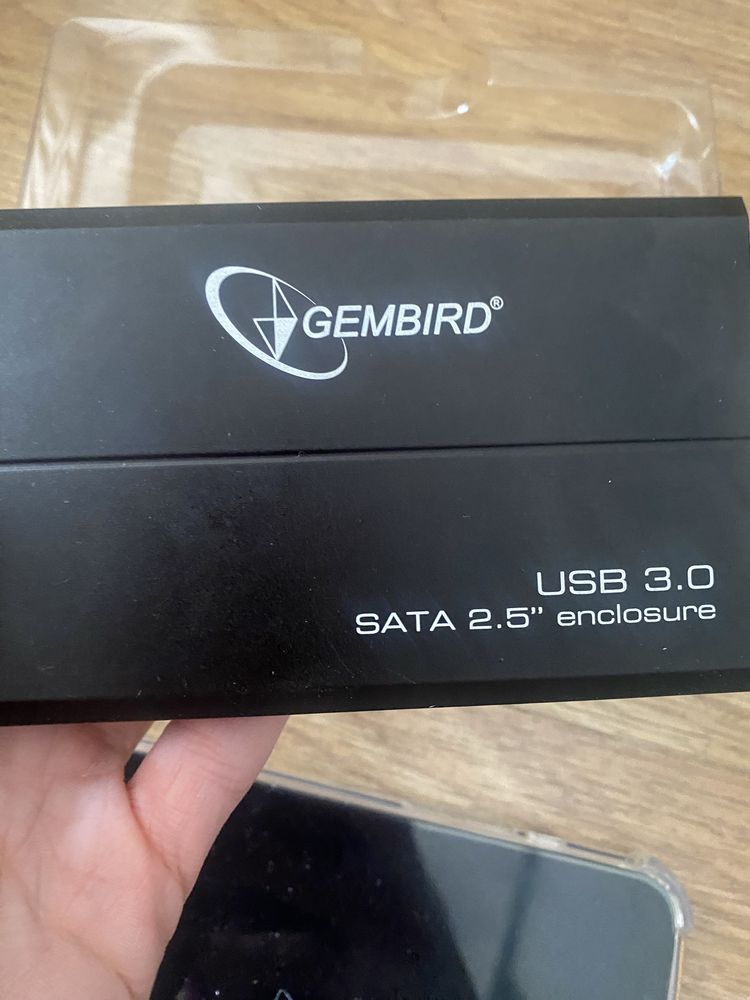 GEMBIRD®
USB 3.0
SATA 2.5” enclosure